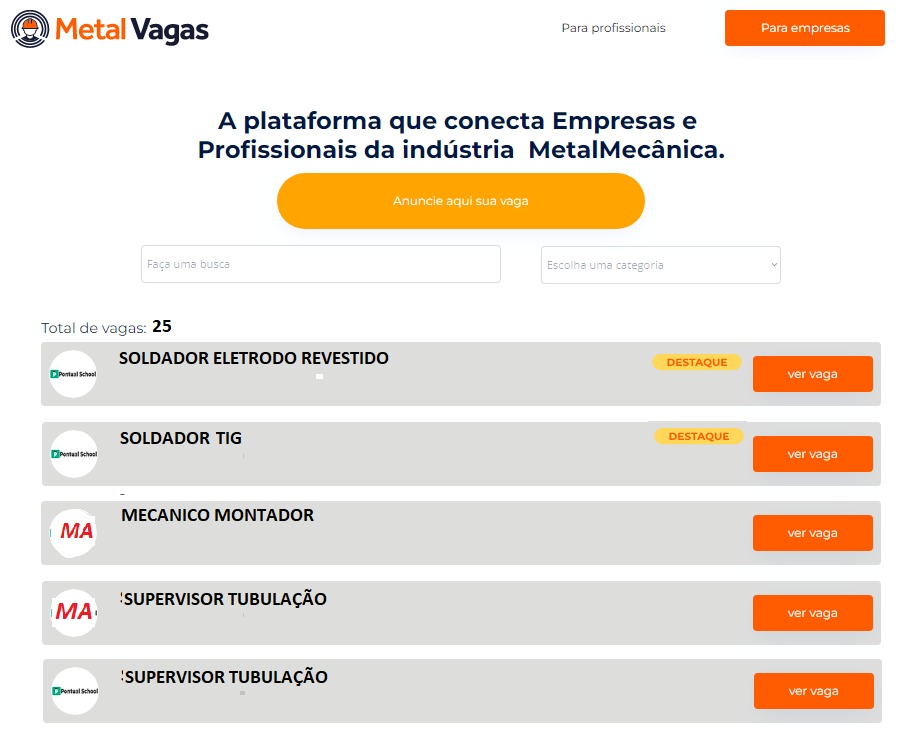 Metal Vagas
Para profissionais
Para empresas
A plataforma que conecta Empresas e
Profissionais da indústria MetalMecânica.
Anuncie aqui sua vaga
Faça uma busca
Escolha uma categoria
Total de vagas: 25
Pontual School
SOLDADOR ELETRODO REVESTIDO
DESTAQUE
ver vaga
Pontual School
SOLDADOR TIG
DESTAQUE
ver vaga
MA
MECANICO MONTADOR
ver vaga
MA
SUPERVISOR TUBULAÇÃO
ver vaga
Pontual School
SUPERVISOR TUBULAÇÃO
ver vaga